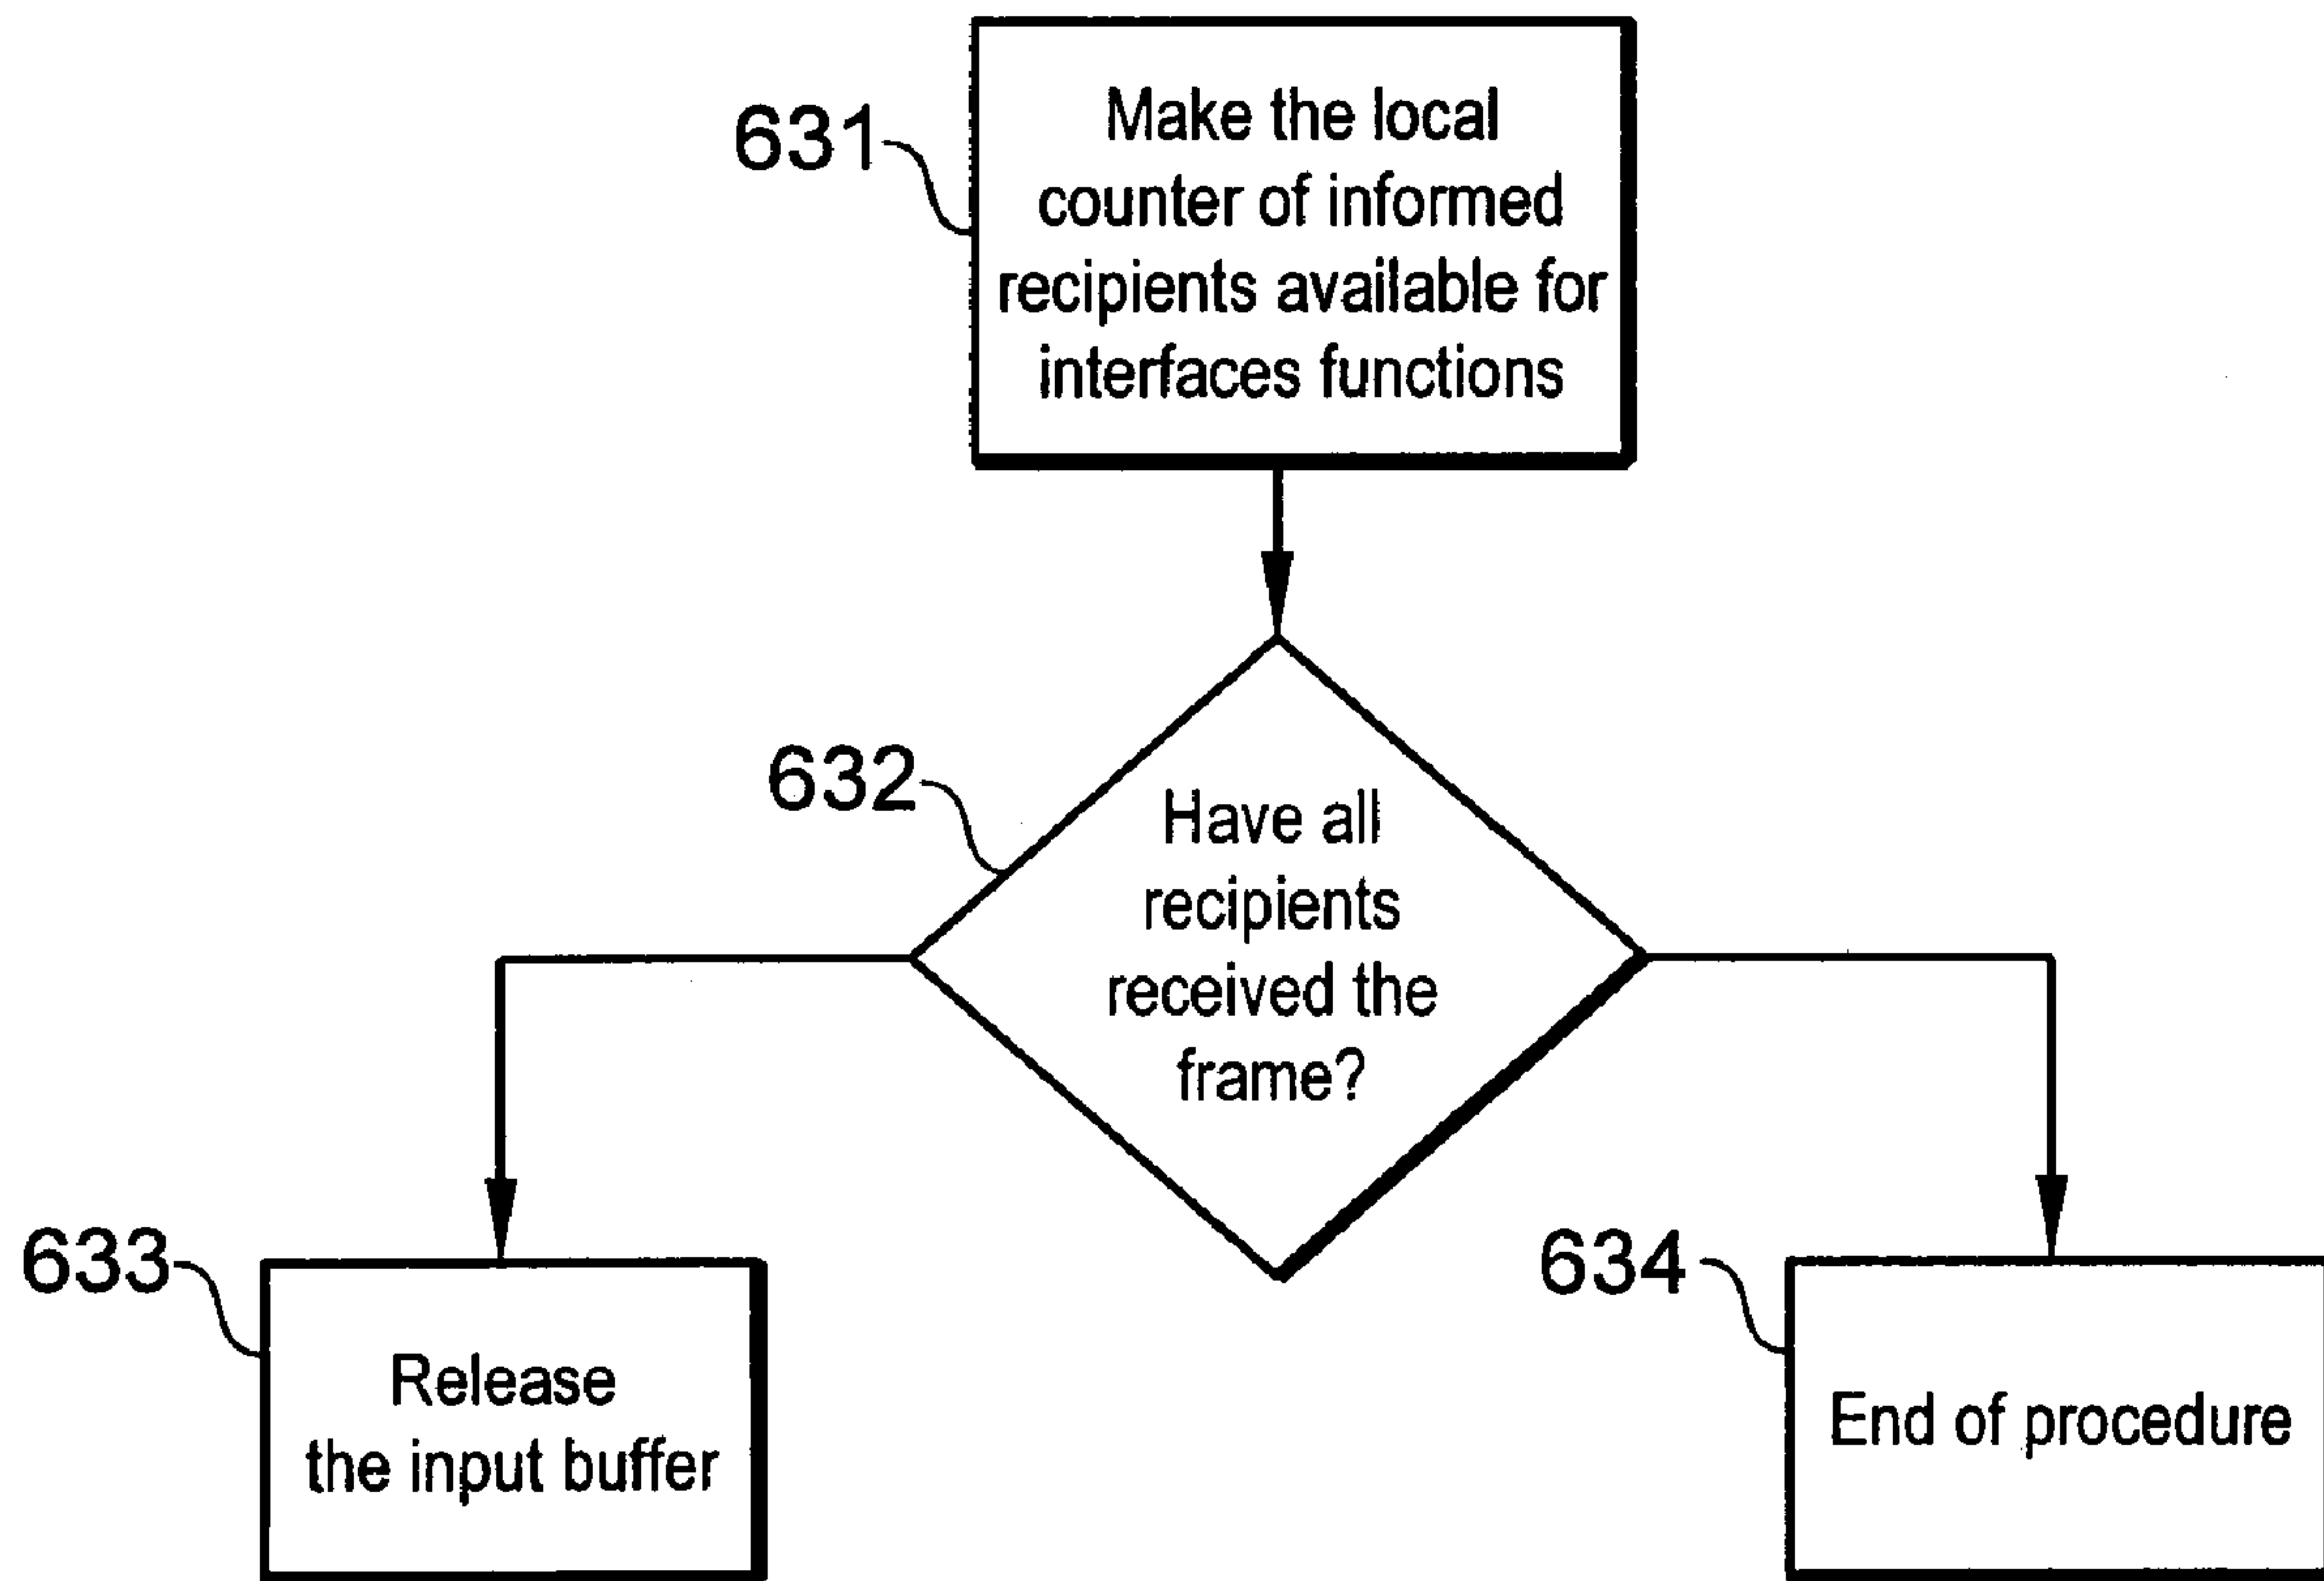 631
Make the local
counter of informed
recipients available for
interfaces functions
632
Have all
recipients
received the
frame?
633
Release
the input buffer
634
End of procedure